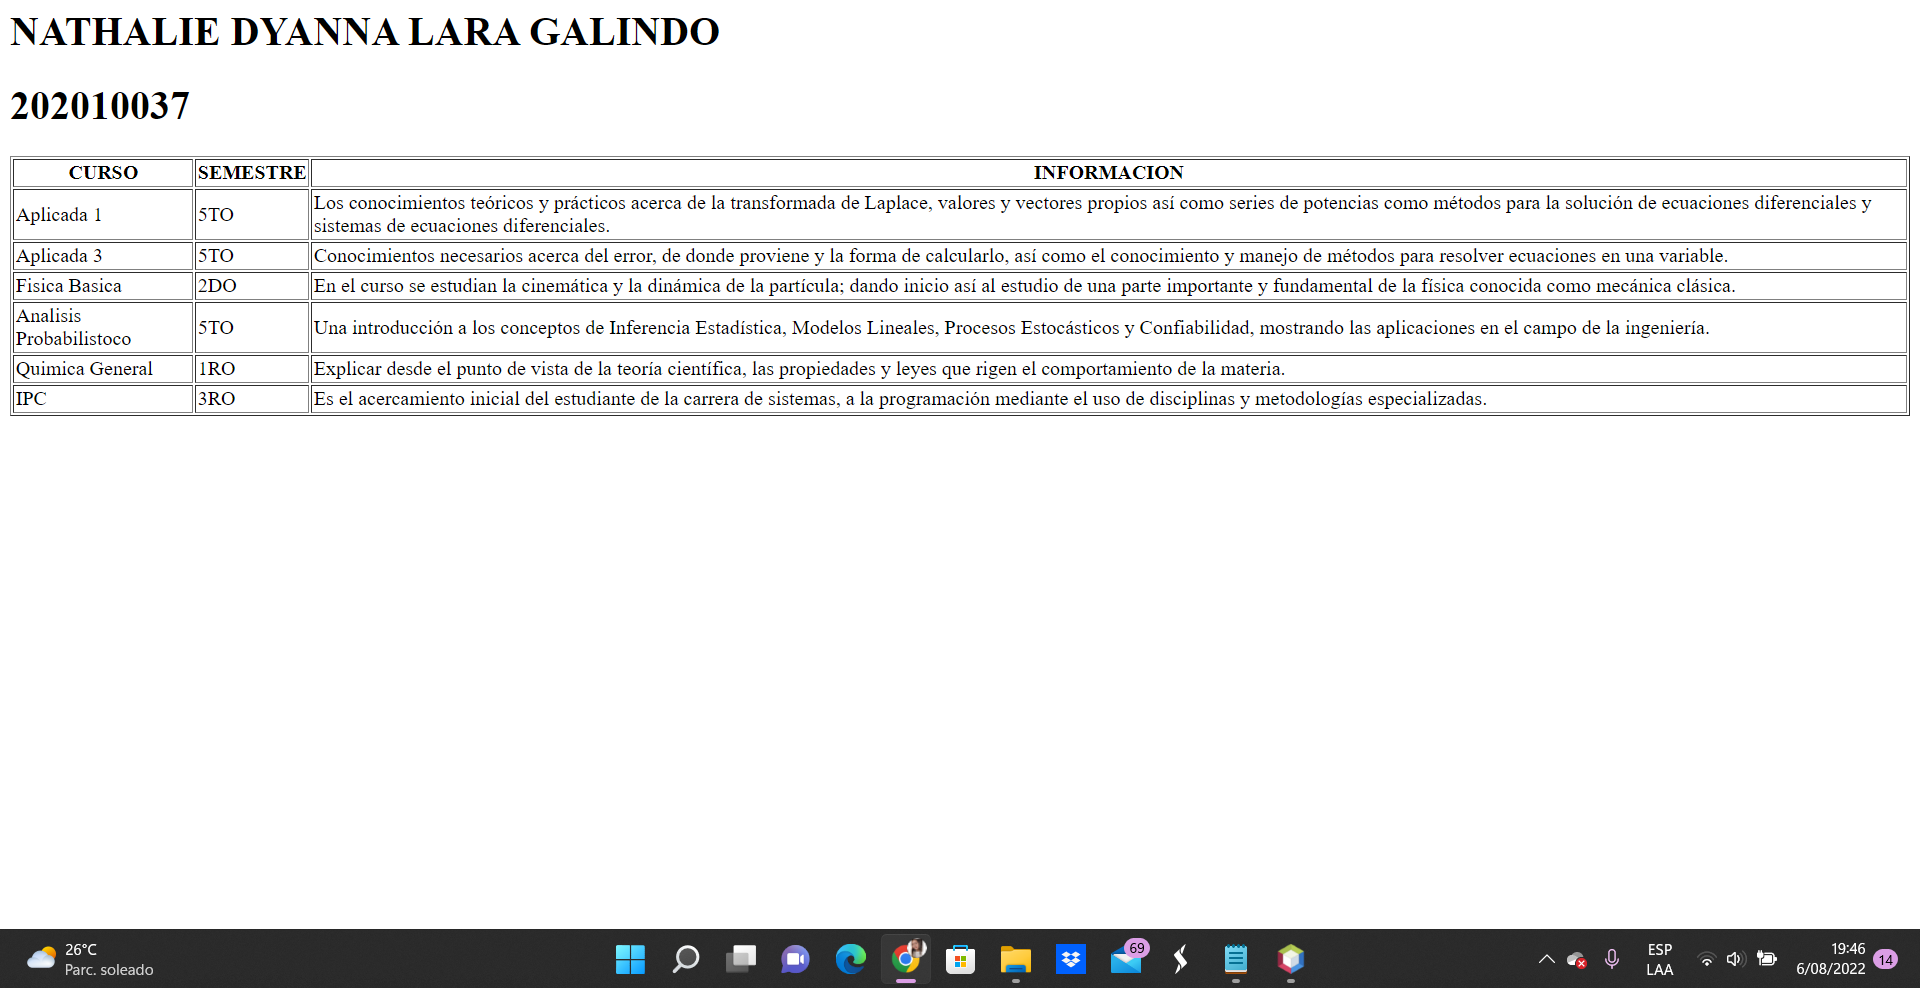 NATHALIE DYANNA LARA GALINDO
202010037
CURSO SEMESTRE INFORMACION
Aplicada 1 5TO Los conocimientos teóricos y prácticos acerca de la transformada de Laplace, valores y vectores propios así como series de potencias como métodos para la solución de ecuaciones diferenciales y
sistemas de ecuaciones diferenciales.
Aplicada 3 5TO Conocimientos necesarios acerca del error, de donde proviene y la forma de calcularlo, así como el conocimiento y manejo de métodos para resolver ecuaciones en una variable.
Fisica Basica 2DO En el curso se estudian la cinemática y la dinámica de la partícula; dando inicio así al estudio de una parte importante y fundamental de la física conocida como mecánica clásica.
Analisis
Probabilistoco 5TO Una introducción a los conceptos de Inferencia Estadística, Modelos Lineales, Procesos Estocásticos y Confiabilidad, mostrando las aplicaciones en el campo de la ingeniería.
Quimica General 1RO Explicar desde el punto de vista de la teoría científica, las propiedades y leyes que rigen el comportamiento de la materia.
IPC 3RO Es el acercamiento inicial del estudiante de la carrera de sistemas, a la programación mediante el uso de disciplinas y metodologías especializadas.
26°C
Parc. soleado
69
ESP
LAA
19:46
6/08/2022
14